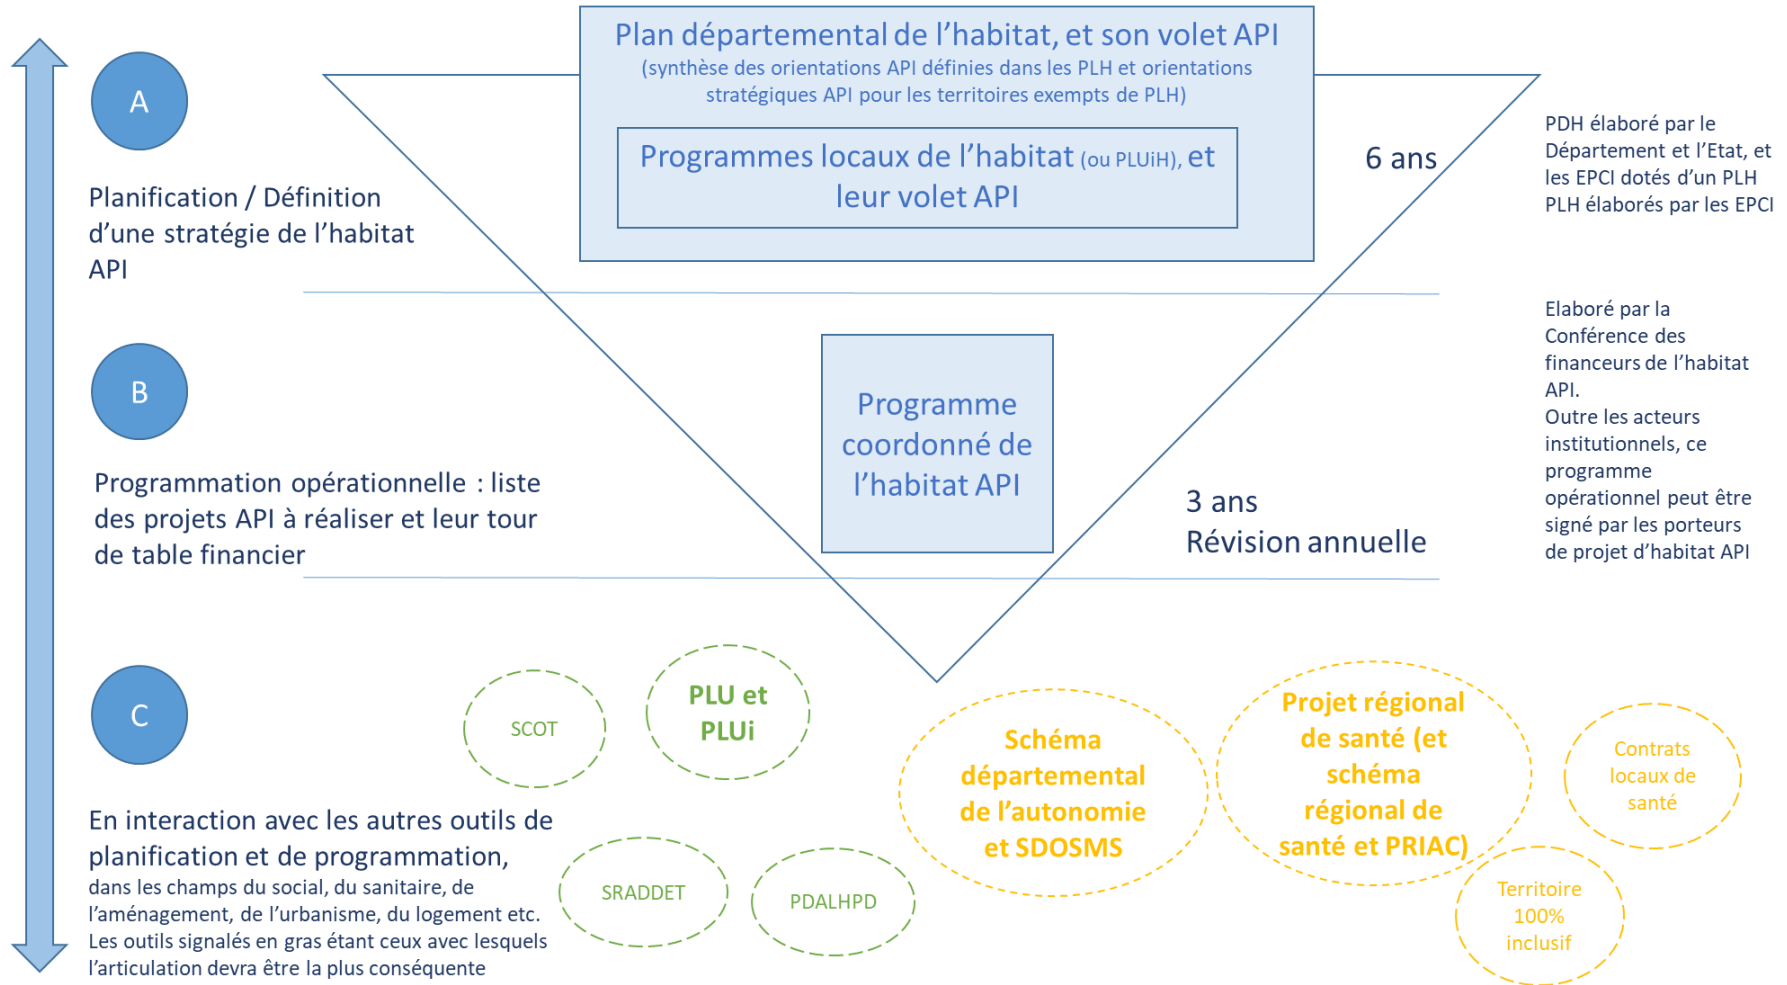 Plan départemental de l’habitat, et son volet API
(synthèse des orientations API définies dans les PLH et orientations
stratégiques API pour les territoires exempts de PLH)
Programmes locaux de l’habitat (ou PLUiH), et
leur volet API
6 ans
PDH élaboré par le
Département et l’Etat, et
les EPCI dotés d’un PLH
PLH élaborés par les EPCI
A
Planification / Définition
d’une stratégie de l’habitat
API
B
Programmation opérationnelle : liste
des projets API à réaliser et leur tour
de table financier
Programme
coordonné de
l’habitat API
3 ans
Révision annuelle
Elaboré par la
Conférence des
financeurs de l’habitat
API.
Outre les acteurs
institutionnels, ce
programme
opérationnel peut être
signé par les porteurs
de projet d’habitat API
C
En interaction avec les autres outils de
planification et de programmation,
dans les champs du social, du sanitaire, de
l’aménagement, de l’urbanisme, du logement etc.
Les outils signalés en gras étant ceux avec lesquels
l’articulation devra être la plus conséquente
SCOT
PLU et
PLUi
SRADDET
PDALHPD
Schéma
départemental
de l’autonomie
et SDOSMS
Projet régional
de santé (et
schéma
régional de
santé et PRIAC)
Contrats
locaux de
santé
Territoire
100%
inclusif